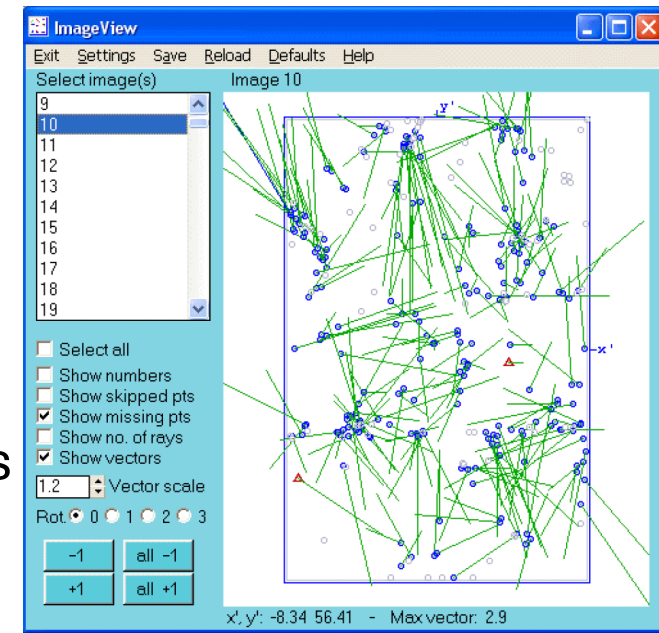 ImageView
Exit Settings Save Reload Defaults Help
Select image(s) Image 10
9
10
11
12
13
14
15
16
17
18
19
y'
x'
Select all
Show numbers
Show skipped pts
Show missing pts
Show no. of rays
Show vectors
s
1.2 Vector scale
Rot. 0 1 2 3
-1 all -1
+1 all +1
x', y': -8.34 56.41 - Max vector: 2.9